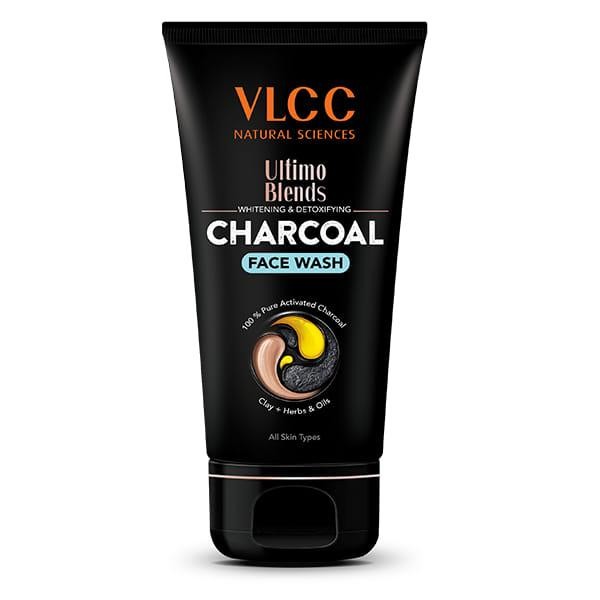 VLCC
NATURAL SCIENCES
Ultimo
Blends
WHITENING & DETOXIFYING
CHARCOAL
FACE WASH
100 % Pure Activated Charcoal
Clay + Herbs & Oils
All Skin Types